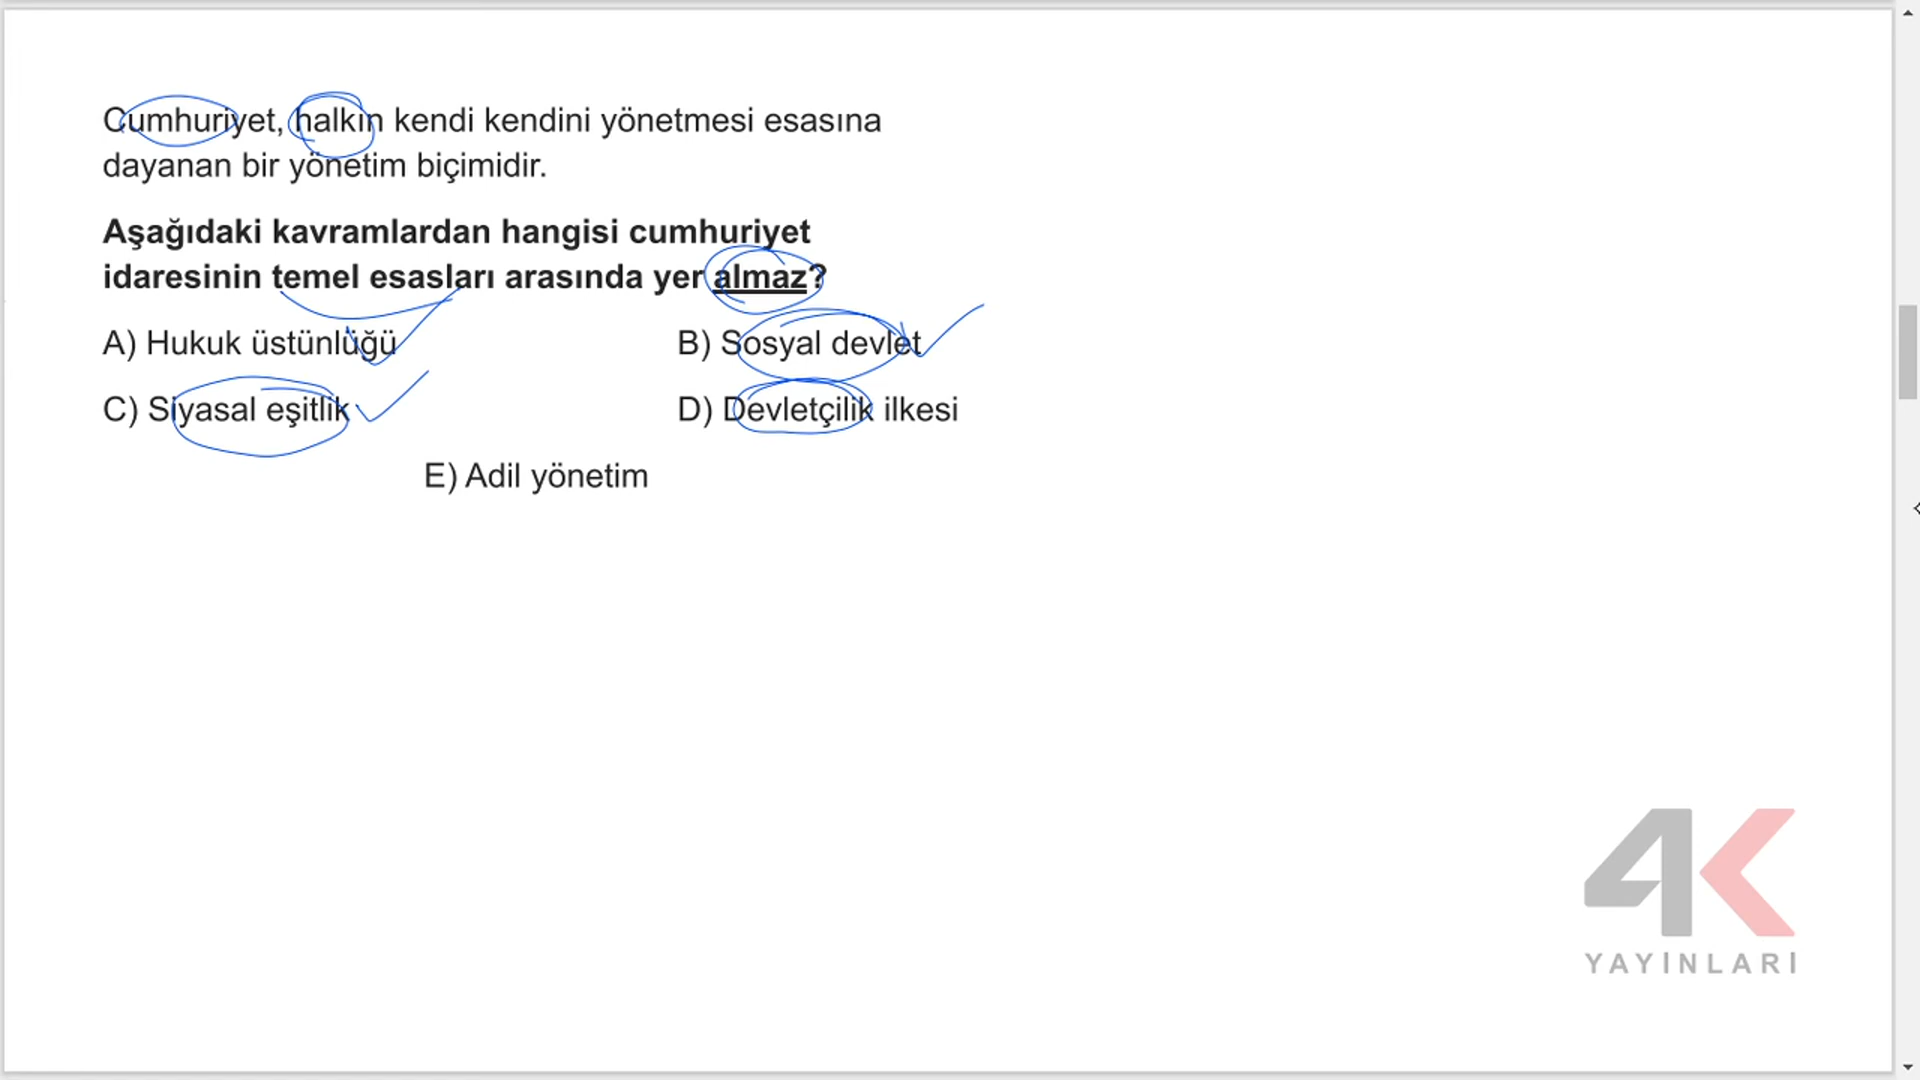 Cumhuriyet, halkın kendi kendini yönetmesi esasına
dayanan bir yönetim biçimidir.
Aşağıdaki kavramlardan hangisi cumhuriyet
idaresinin temel esasları arasında yer almaz?
A) Hukuk üstünlüğü
B) Sosyal devlet
C) Siyasal eşitlik
D) Devletçilik ilkesi
E) Adil yönetim
4K
YAYINLARI